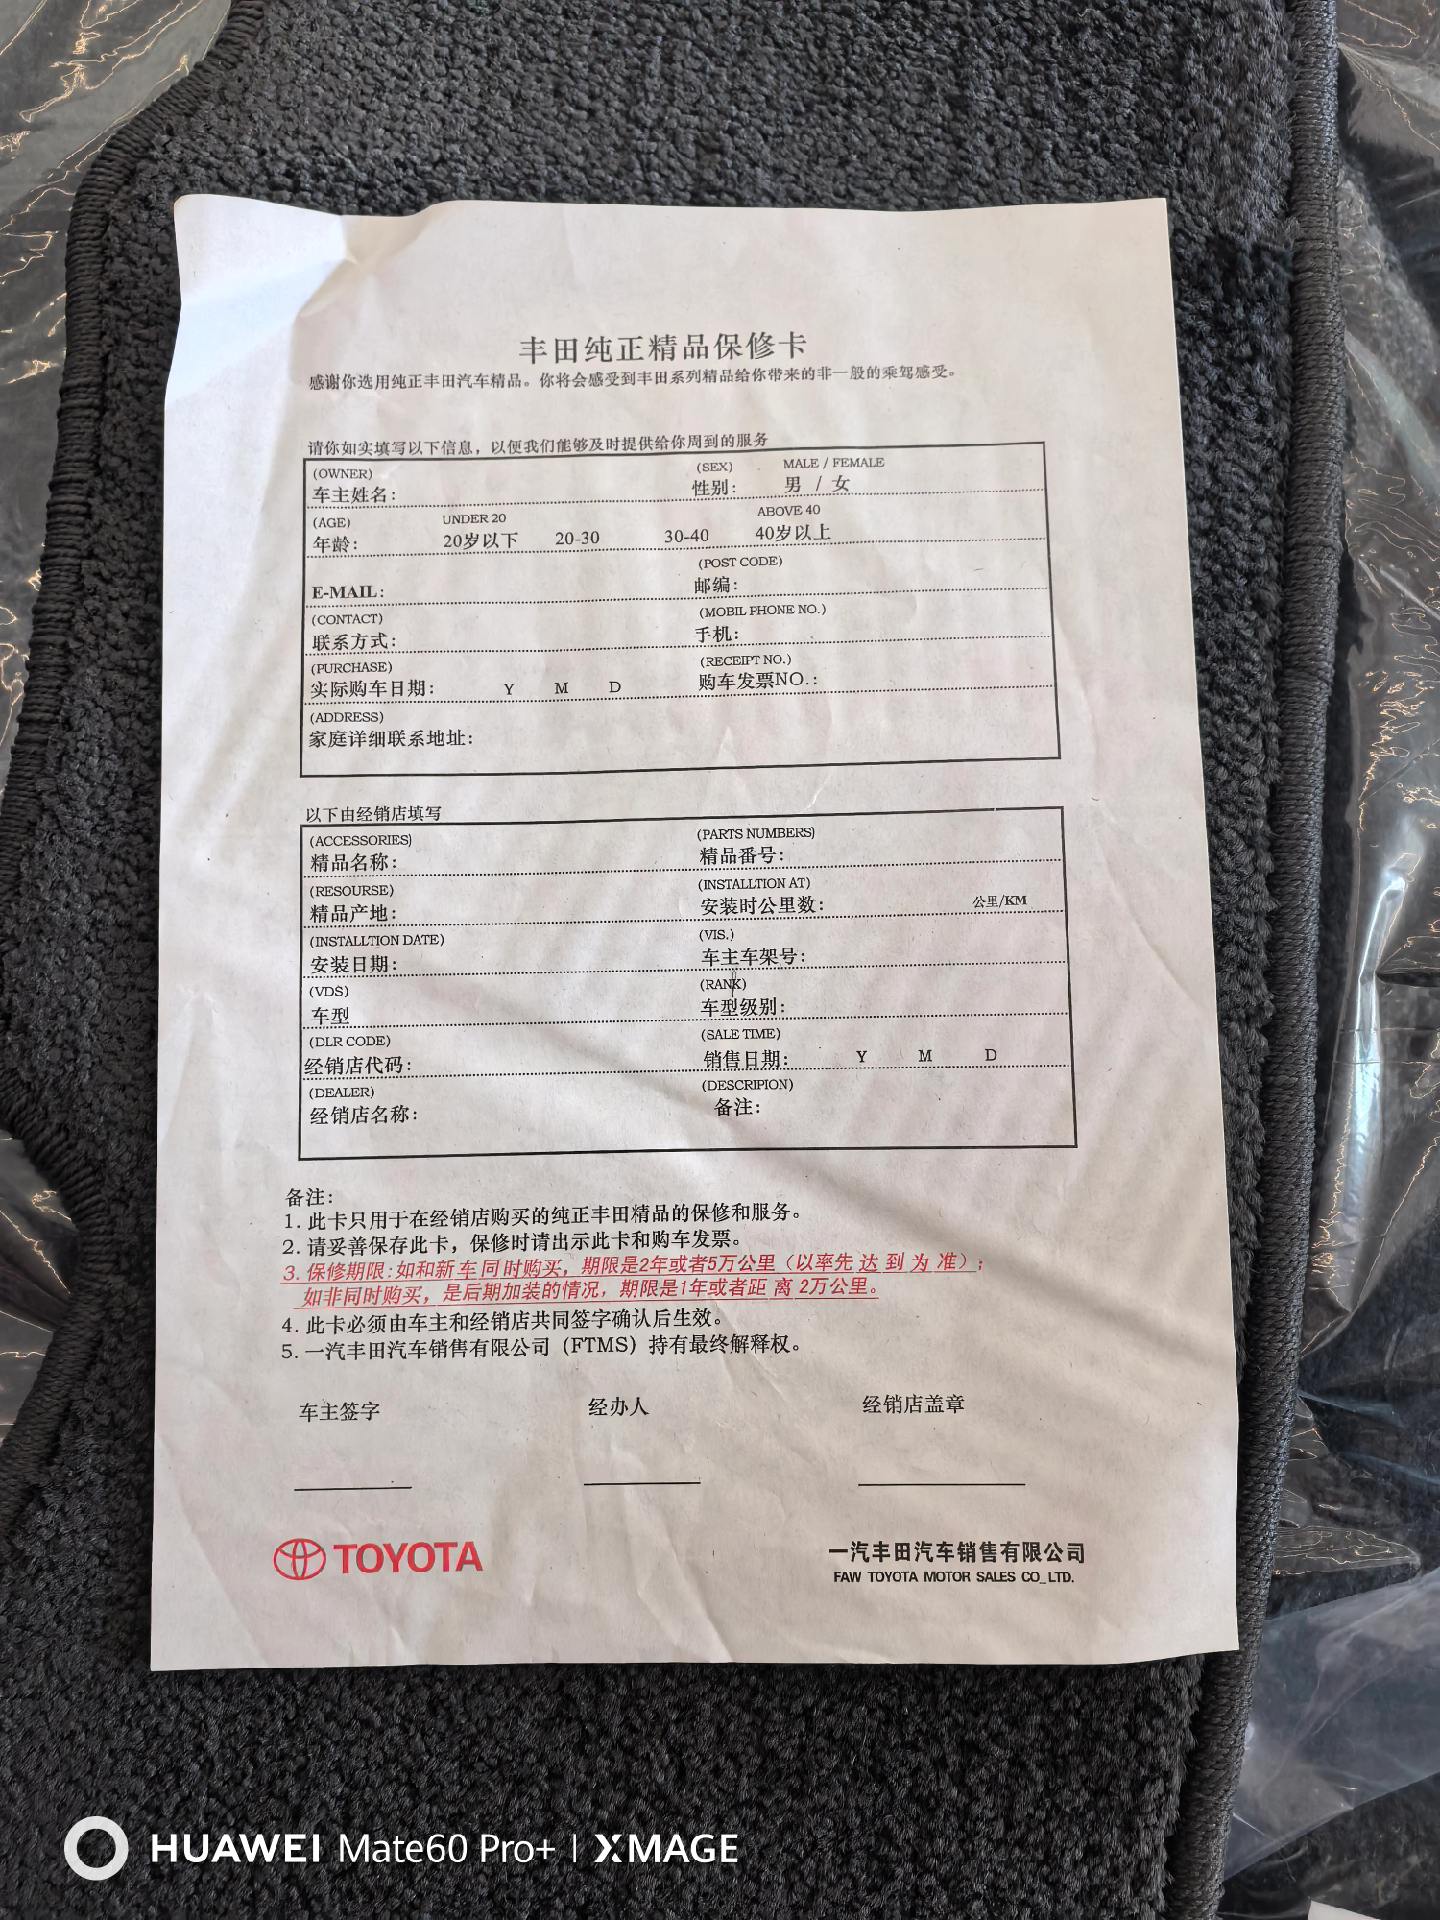 丰田纯正精品保修卡
感谢你选用纯正丰田汽车精品。你将会感受到丰田系列精品给你带来的非一般的乘驾感受。
请你如实填写以下信息，以便我们能够及时提供给你周到的服务
(OWNER) (SEX) MALE / FEMALE
车主姓名: 性别: 男 / 女
(AGE) UNDER 20 ABOVE 40
年龄: 20岁以下 20-30 30-40 40岁以上
(POST CODE)
E-MAIL: 邮编:
(CONTACT) (MOBIL PHONE NO.)
联系方式: 手机:
(PURCHASE) (RECEIPT NO.)
实际购车日期: Y M D 购车发票NO.:
(ADDRESS)
家庭详细联系地址:
以下由经销店填写
(ACCESSORIES) (PARTS NUMBERS)
精品名称: 精品番号:
(RESOURSE) (INSTALLTION AT)
精品产地: 安装时公里数: 公里/KM
(INSTALLTION DATE) (VIS.)
安装日期: 车主车架号:
(VDS) (RANK)
车型 车型级别:
(DLR CODE) (SALE TIME)
经销店代码: 销售日期: Y M D
(DEALER) (DESCRIPION)
经销店名称: 备注:
备注:
1. 此卡只用于在经销店购买的纯正丰田精品的保修和服务。
2. 请妥善保存此卡，保修时请出示此卡和购车发票。
3. 保修期限:如和新车同时购买，期限是2年或者5万公里（以率先 达 到 为 准）;
如非同时购买，是后期加装的情况，期限是1年或者距 离 2万公里。
4. 此卡必须由车主和经销店共同签字确认后生效。
5. 一汽丰田汽车销售有限公司（FTMS）持有最终解释权。
车主签字 经办人 经销店盖章
TOYOTA 一汽丰田汽车销售有限公司
FAW TOYOTA MOTOR SALES CO_LTD.
HUAWEI Mate60 Pro+ | XMAGE